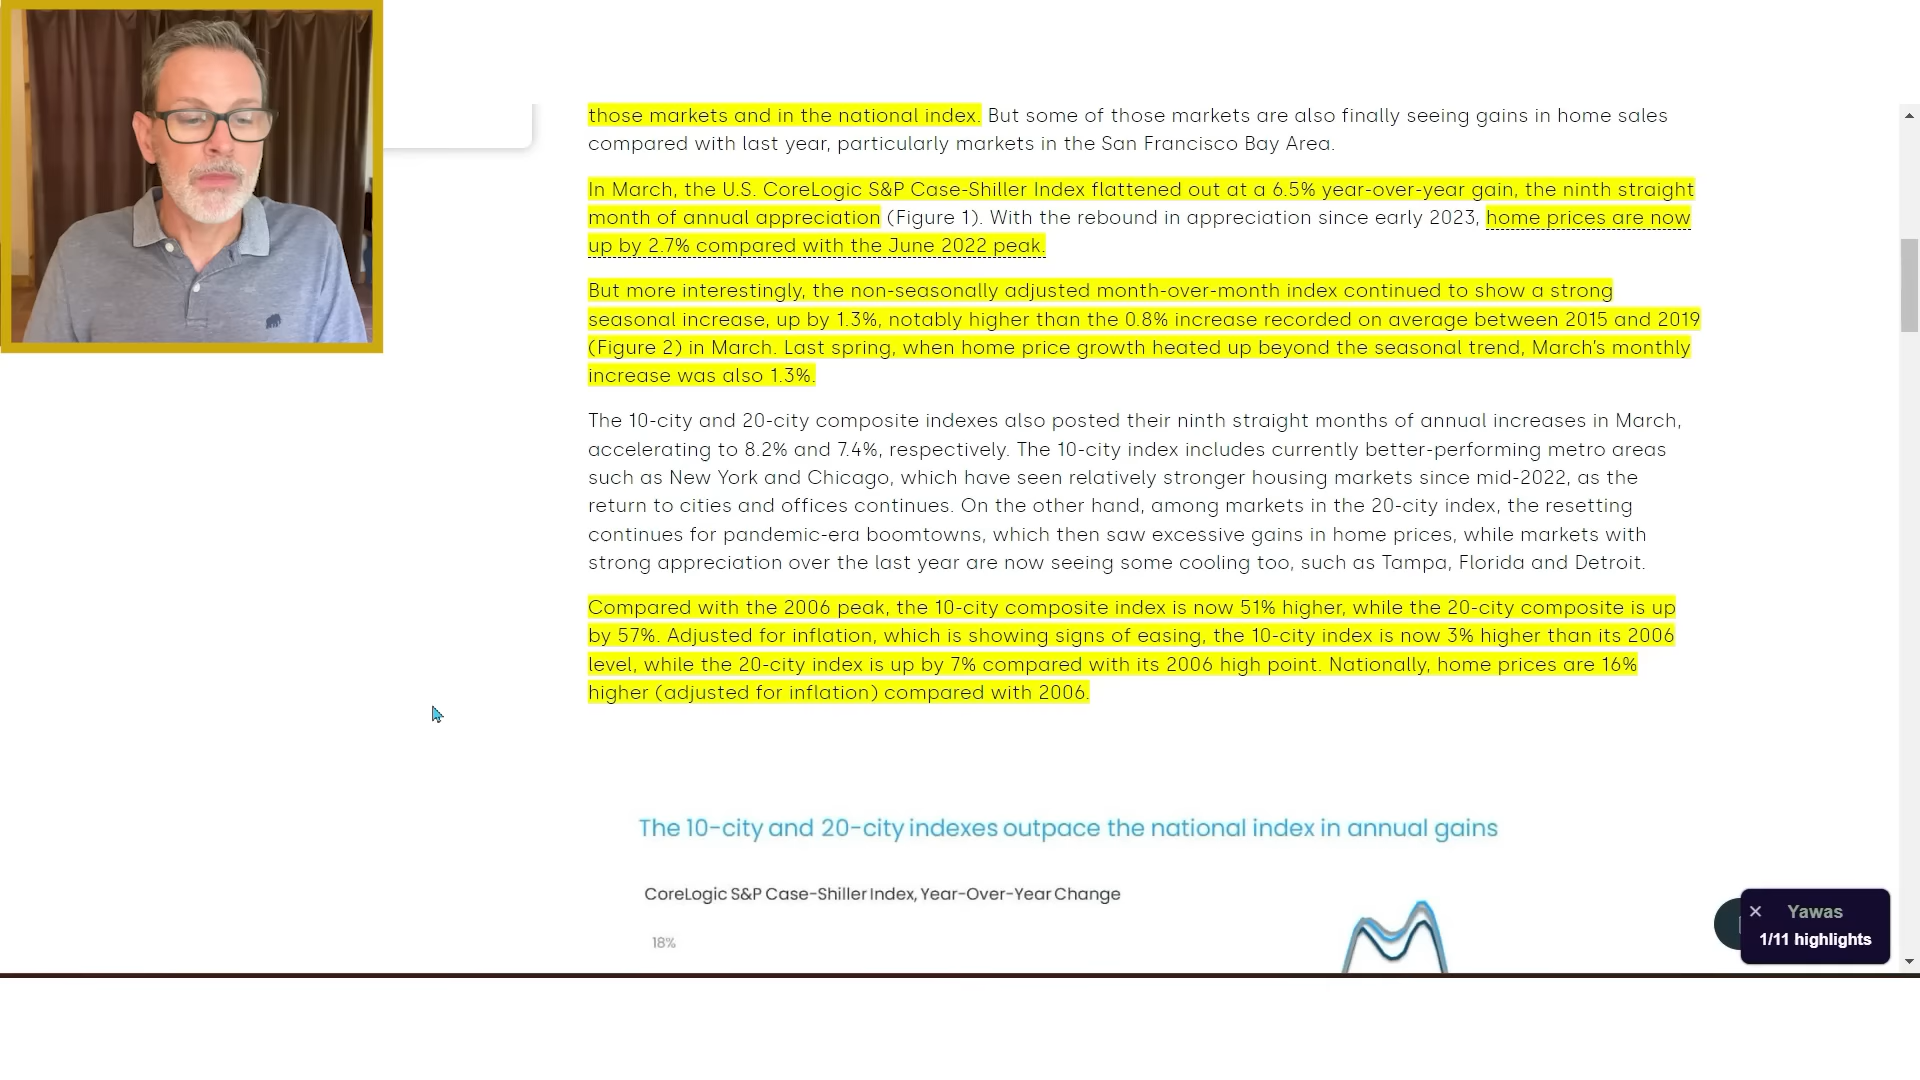 those markets and in the national index. But some of those markets are also finally seeing gains in home sales
compared with last year, particularly markets in the San Francisco Bay Area.
In March, the U.S. CoreLogic S&P Case-Shiller Index flattened out at a 6.5% year-over-year gain, the ninth straight
month of annual appreciation (Figure 1). With the rebound in appreciation since early 2023, home prices are now
up by 2.7% compared with the June 2022 peak.
But more interestingly, the non-seasonally adjusted month-over-month index continued to show a strong
seasonal increase, up by 1.3%, notably higher than the 0.8% increase recorded on average between 2015 and 2019
(Figure 2) in March. Last spring, when home price growth heated up beyond the seasonal trend, March's monthly
increase was also 1.3%.
The 10-city and 20-city composite indexes also posted their ninth straight months of annual increases in March,
accelerating to 8.2% and 7.4%, respectively. The 10-city index includes currently better-performing metro areas
such as New York and Chicago, which have seen relatively stronger housing markets since mid-2022, as the
return to cities and offices continues. On the other hand, among markets in the 20-city index, the resetting
continues for pandemic-era boomtowns, which then saw excessive gains in home prices, while markets with
strong appreciation over the last year are now seeing some cooling too, such as Tampa, Florida and Detroit.
Compared with the 2006 peak, the 10-city composite index is now 51% higher, while the 20-city composite is up
by 57%. Adjusted for inflation, which is showing signs of easing, the 10-city index is now 3% higher than its 2006
level, while the 20-city index is up by 7% compared with its 2006 high point. Nationally, home prices are 16%
higher (adjusted for inflation) compared with 2006.
The 10-city and 20-city indexes outpace the national index in annual gains
CoreLogic S&P Case-Shiller Index, Year-Over-Year Change
18%
Yawas
1/11 highlights